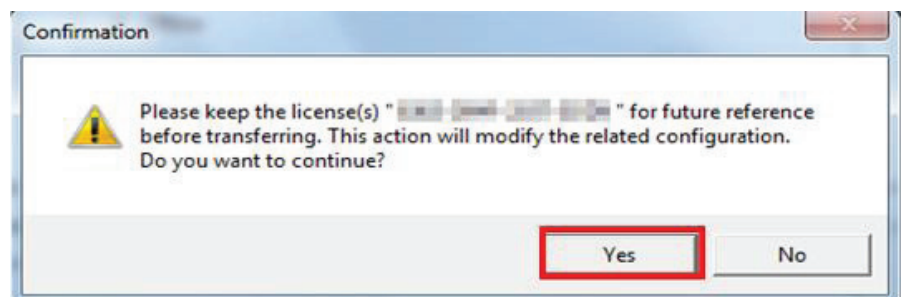 Confirmation
Please keep the license(s) " " for future reference
before transferring. This action will modify the related configuration.
Do you want to continue?
Yes
No